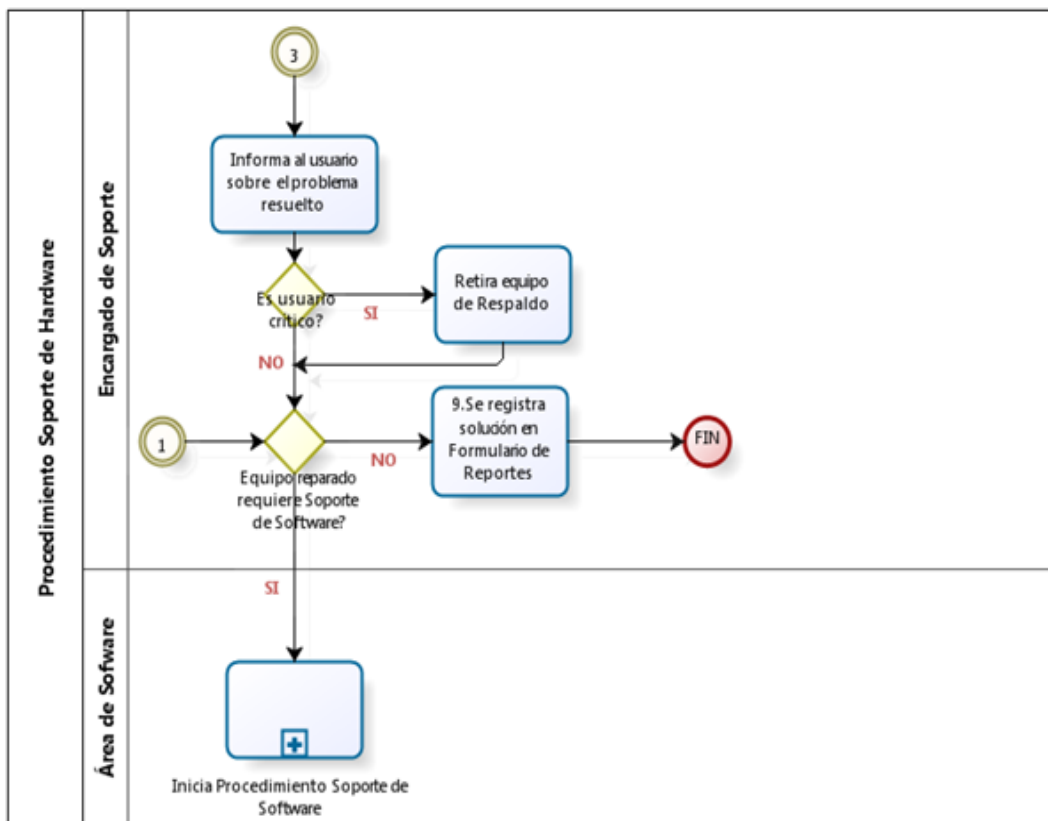 Procedimiento Soporte de Hardware
Encargado de Soporte
3
Informa al usuario
sobre el problema
resuelto
Es usuario
crítico?
SI
Retira equipo
de Respaldo
NO
1
Equipo reparado
requiere Soporte
de Software?
NO
9.Se registra
solución en
Formulario de
Reportes
FIN
SI
Área de Sofware
Inicia Procedimiento Soporte de
Software